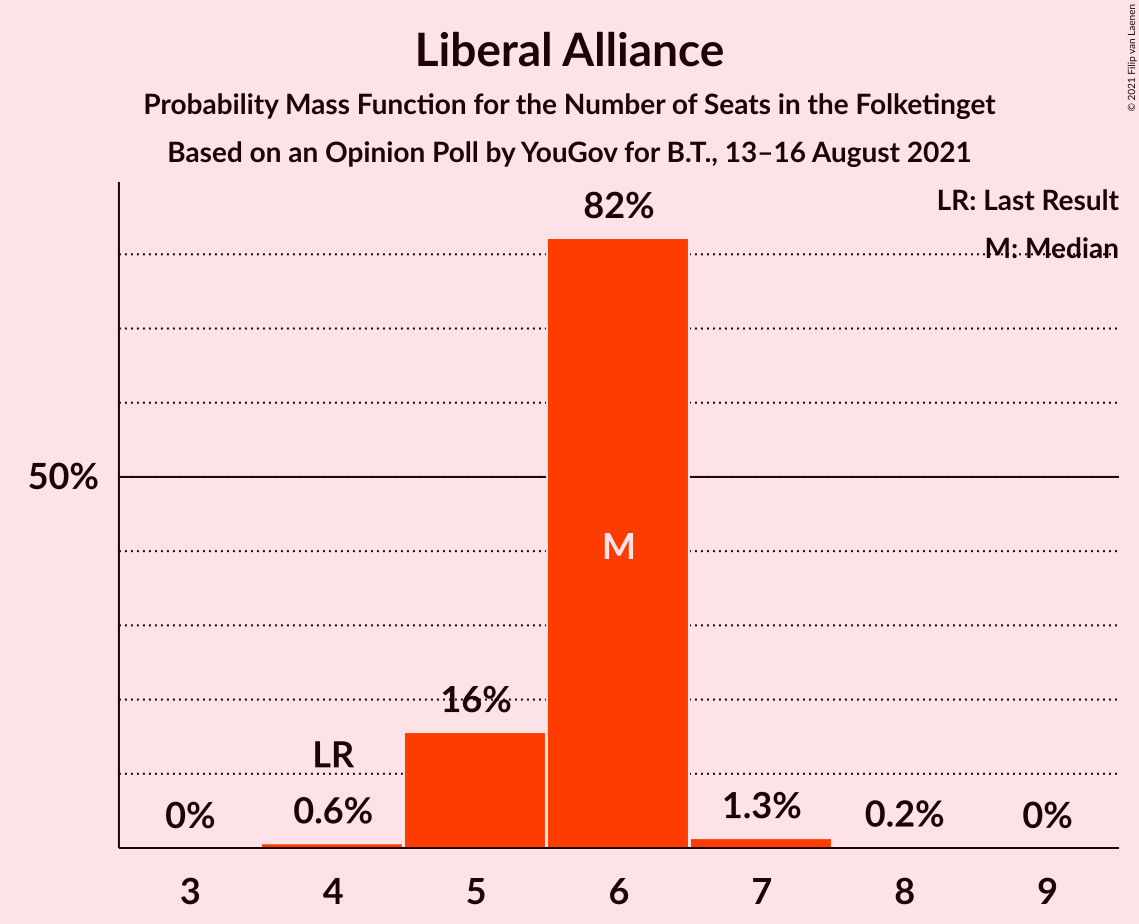 © 2021 Filip van Laenen
Liberal Alliance
Probability Mass Function for the Number of Seats in the Folketinget
Based on an Opinion Poll by YouGov for B.T., 13–16 August 2021
LR: Last Result
M: Median
82%
50%
M
16%
LR
0%
0.6%
1.3%
0.2%
0%
3 4 5 6 7 8 9